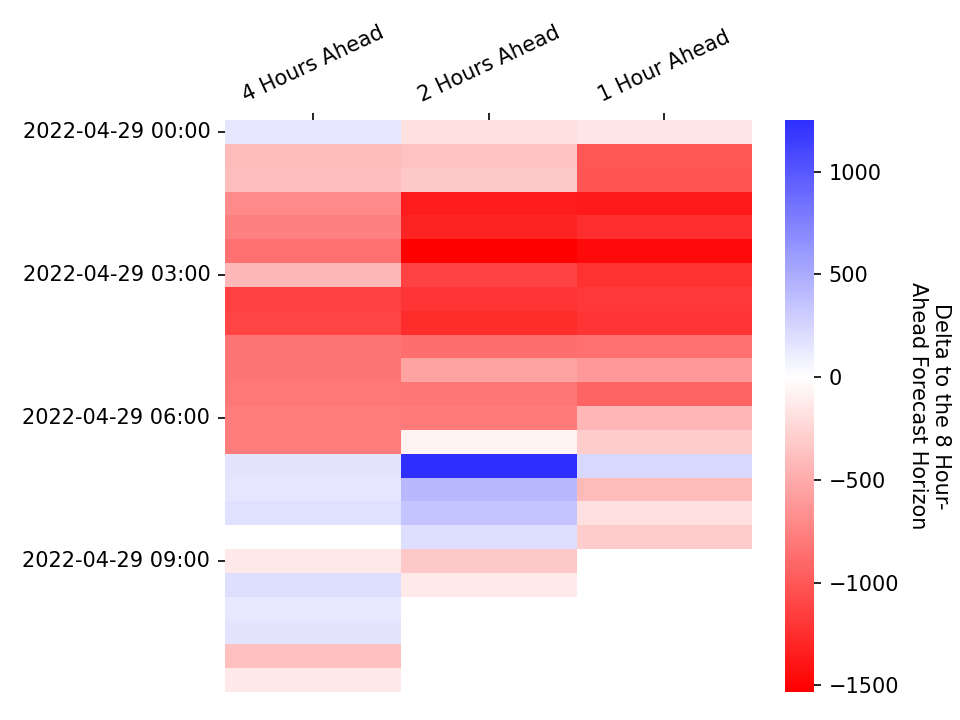 4 Hours Ahead
2 Hours Ahead
1 Hour Ahead
2022-04-29 00:00
2022-04-29 03:00
2022-04-29 06:00
2022-04-29 09:00
1000
500
0
−500
−1000
−1500
Delta to the 8 Hour-
Ahead Forecast Horizon